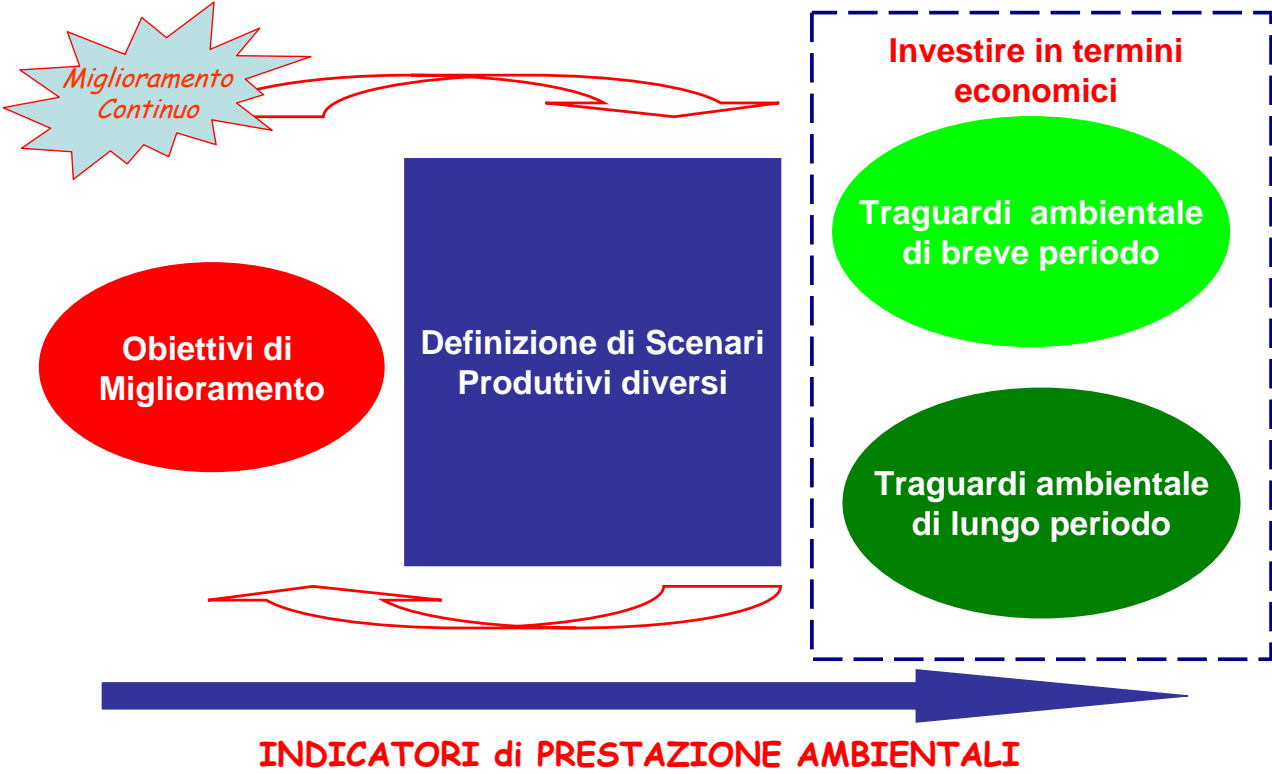 Miglioramento
Continuo
Investire in termini
economici
Traguardi ambientale
di breve periodo
Obiettivi di
Miglioramento
Definizione di Scenari
Produttivi diversi
Traguardi ambientale
di lungo periodo
INDICATORI di PRESTAZIONE AMBIENTALI